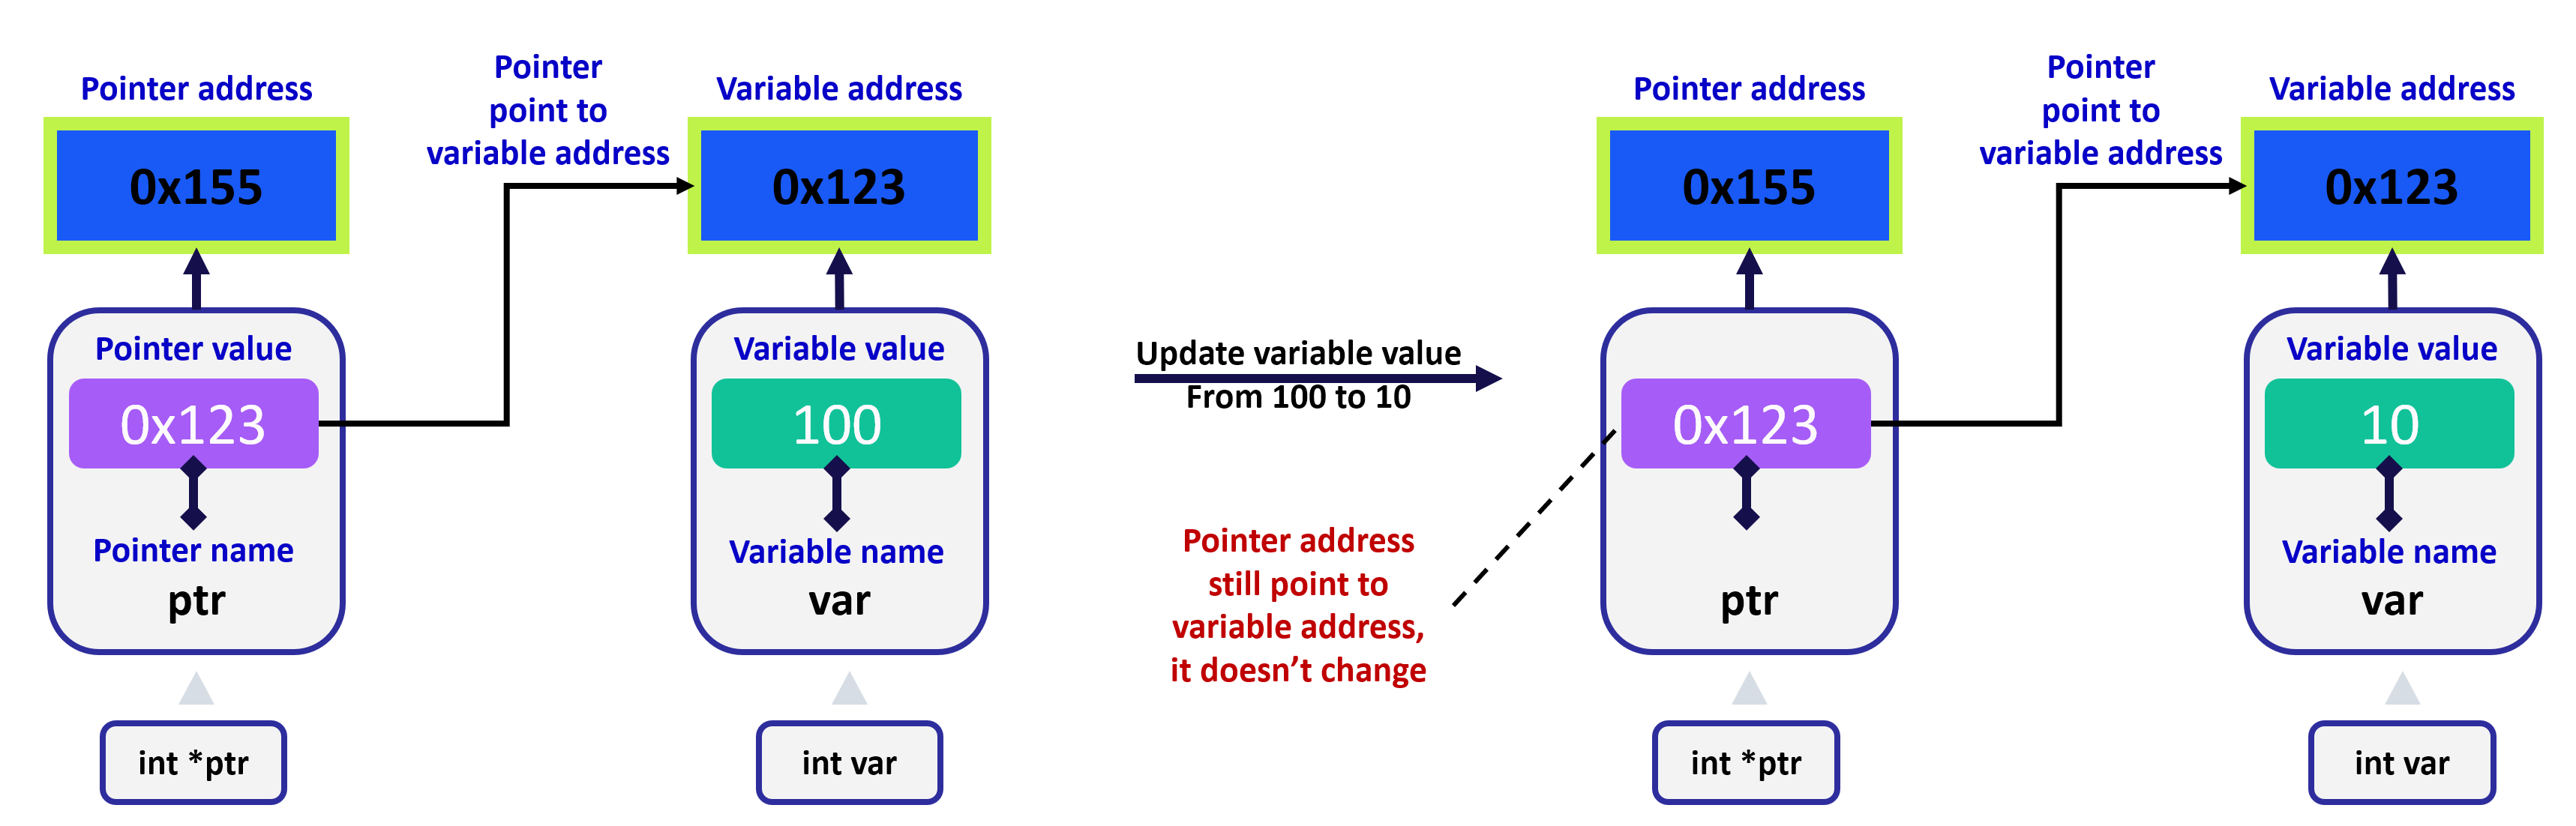 Pointer address
0x155
Pointer value
0x123
Pointer name
ptr
int *ptr
Pointer
point to
variable address
Variable address
0x123
Variable value
100
Variable name
var
int var
Update variable value
From 100 to 10
Pointer address
still point to
variable address,
it doesn’t change
Pointer address
0x155
0x123
ptr
int *ptr
Pointer
point to
variable address
Variable address
0x123
Variable value
10
Variable name
var
int var